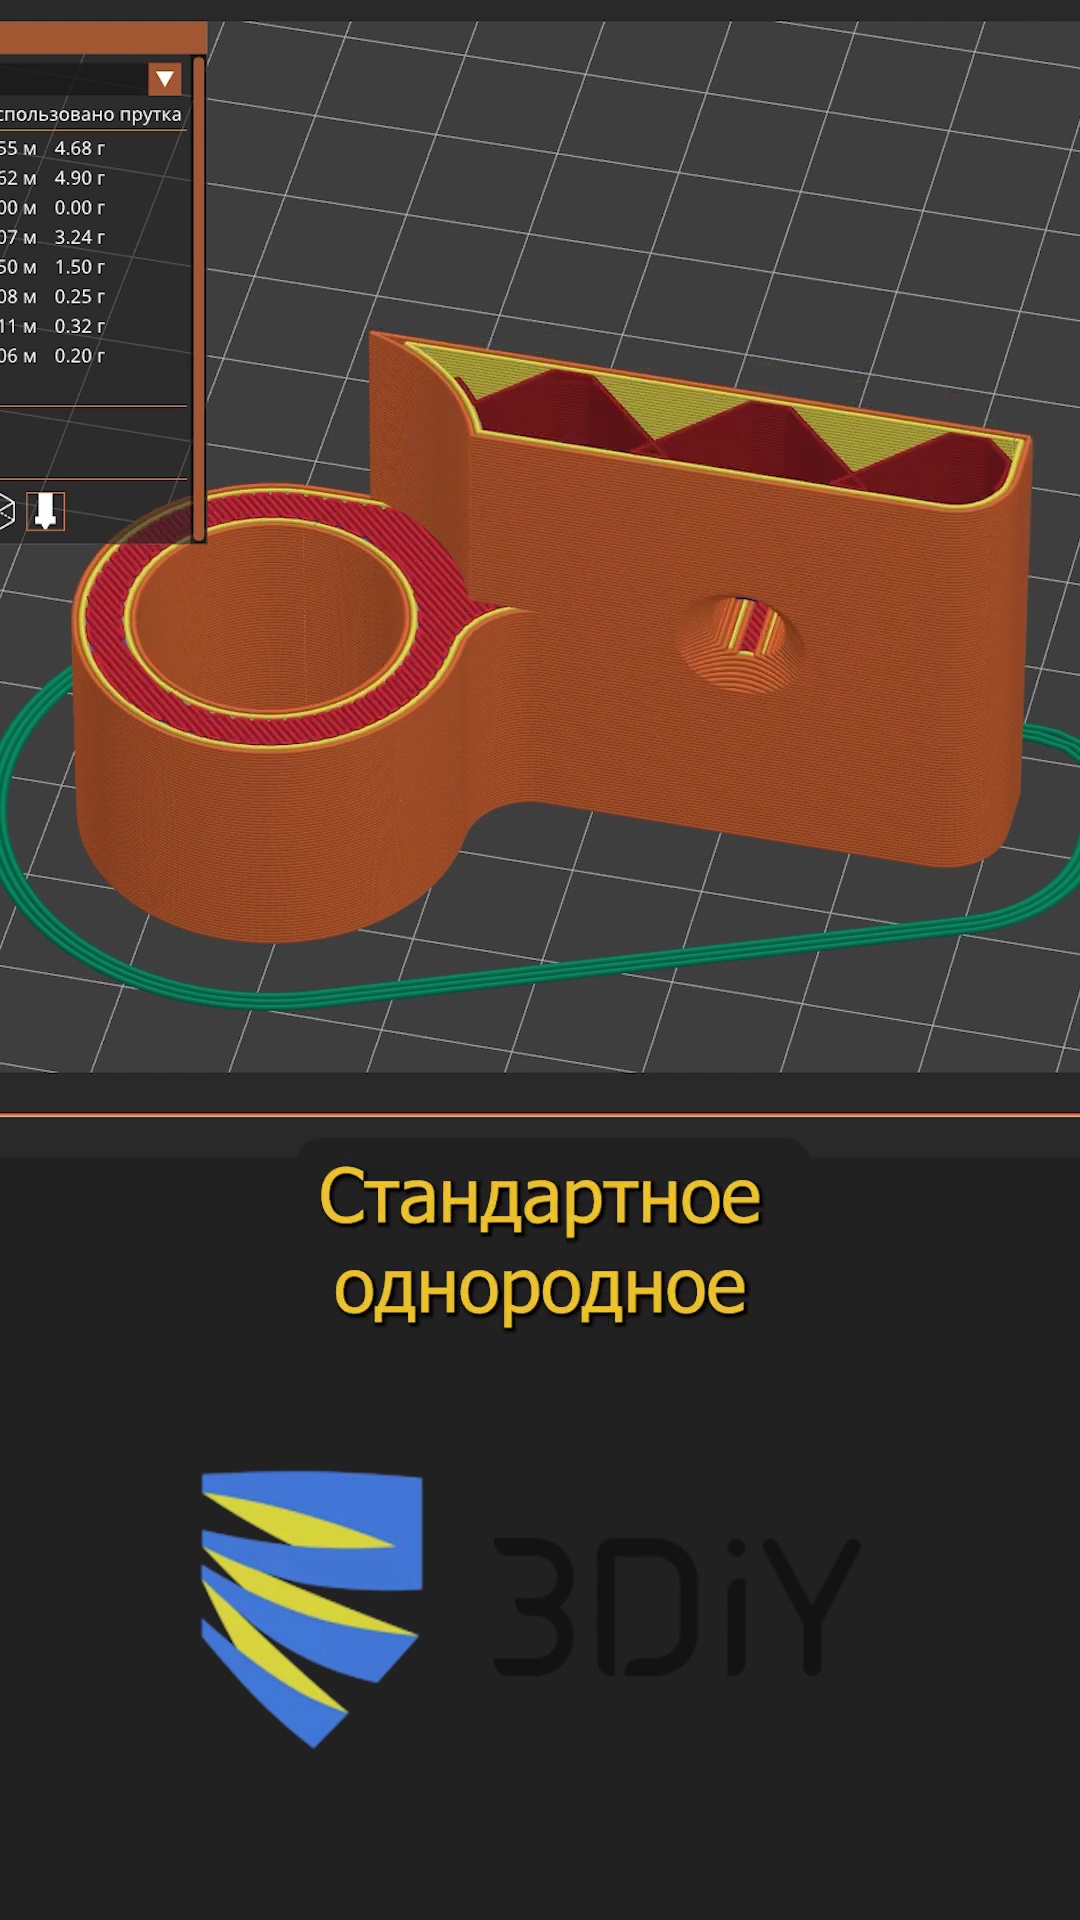 спользовано прутка
55 м 4.68 г
62 м 4.90 г
00 м 0.00 г
07 м 3.24 г
50 м 1.50 г
08 м 0.25 г
11 м 0.32 г
06 м 0.20 г
Стандартное
однородное
3DiY